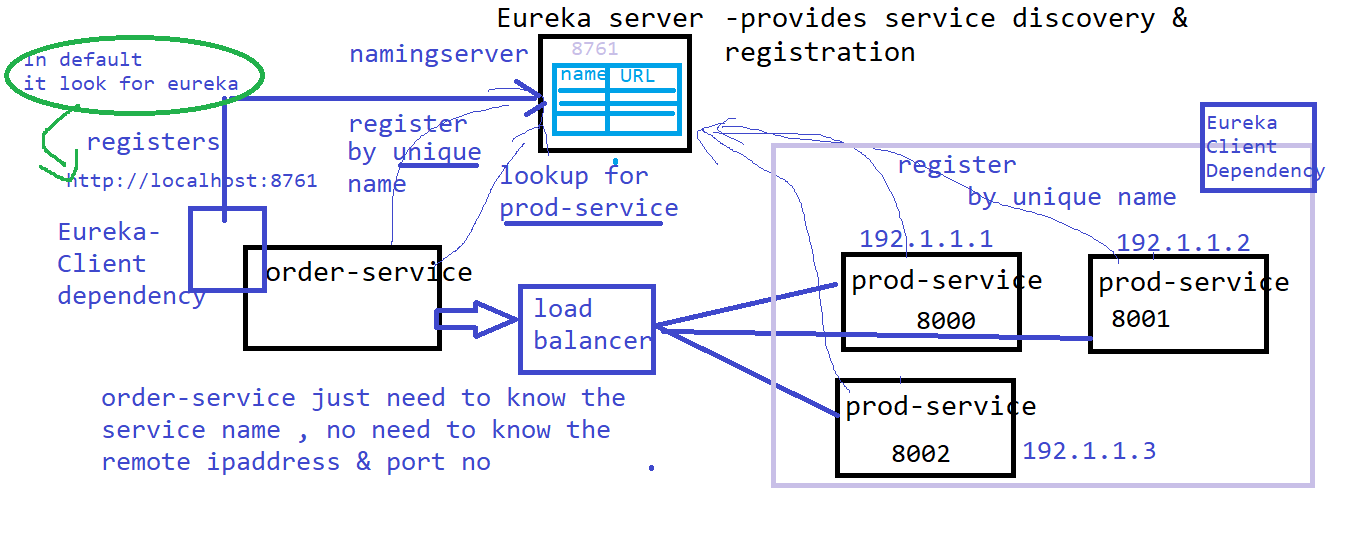 Eureka server -provides service discovery &
registration
In default
it look for eureka
namingserver
8761
name URL
registers
http://localhost:8761
register
by unique
name
lookup for
prod-service
Eureka
Client
Dependency
register
by unique name
Eureka-
Client
dependency
order-service
load
balancer
192.1.1.1
prod-service
8000
192.1.1.2
prod-service
8001
prod-service
8002
192.1.1.3
order-service just need to know the
service name , no need to know the
remote ipaddress & port no